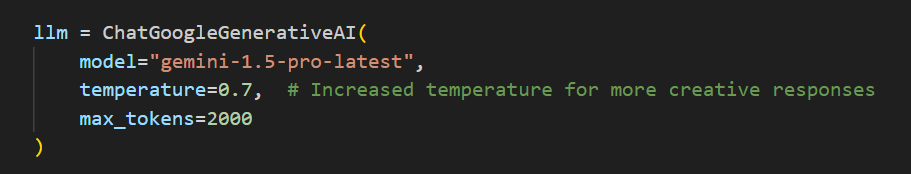 llm = ChatGoogleGenerativeAI(
    model="gemini-1.5-pro-latest",
    temperature=0.7,  # Increased temperature for more creative responses
    max_tokens=2000
)